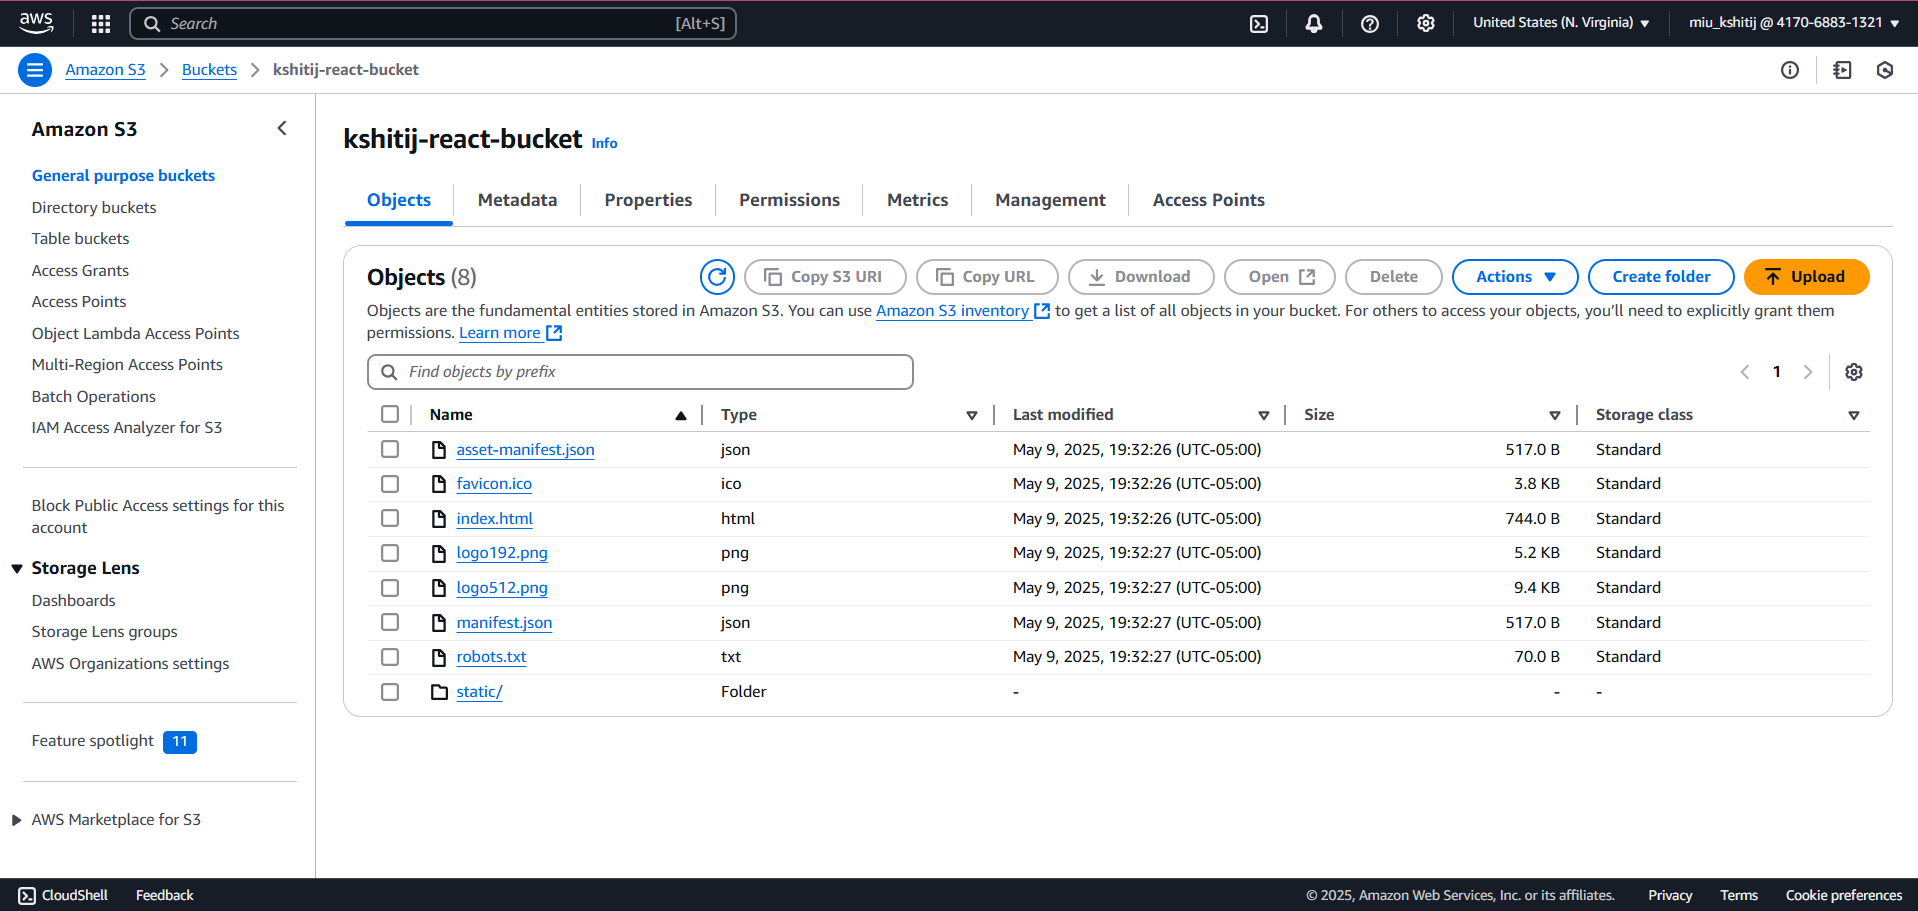 aws
Search [Alt+S]
United States (N. Virginia)
miu_kshitij @ 4170-6883-1321
Amazon S3
Buckets
kshitij-react-bucket
Amazon S3
General purpose buckets
Directory buckets
Table buckets
Access Grants
Access Points
Object Lambda Access Points
Multi-Region Access Points
Batch Operations
IAM Access Analyzer for S3
Block Public Access settings for this
account
Storage Lens
Dashboards
Storage Lens groups
AWS Organizations settings
Feature spotlight 11
AWS Marketplace for S3
kshitij-react-bucket Info
Objects Metadata Properties Permissions Metrics Management Access Points
Objects (8)
Copy S3 URI Copy URL Download Open Delete Actions Create folder Upload
Objects are the fundamental entities stored in Amazon S3. You can use Amazon S3 inventory to get a list of all objects in your bucket. For others to access your objects, you’ll need to explicitly grant them
permissions. Learn more
Find objects by prefix
1
Name Type Last modified Size Storage class
asset-manifest.json json May 9, 2025, 19:32:26 (UTC-05:00) 517.0 B Standard
favicon.ico ico May 9, 2025, 19:32:26 (UTC-05:00) 3.8 KB Standard
index.html html May 9, 2025, 19:32:26 (UTC-05:00) 744.0 B Standard
logo192.png png May 9, 2025, 19:32:27 (UTC-05:00) 5.2 KB Standard
logo512.png png May 9, 2025, 19:32:27 (UTC-05:00) 9.4 KB Standard
manifest.json json May 9, 2025, 19:32:27 (UTC-05:00) 517.0 B Standard
robots.txt txt May 9, 2025, 19:32:27 (UTC-05:00) 70.0 B Standard
static/ Folder - - -
CloudShell Feedback
© 2025, Amazon Web Services, Inc. or its affiliates. Privacy Terms Cookie preferences